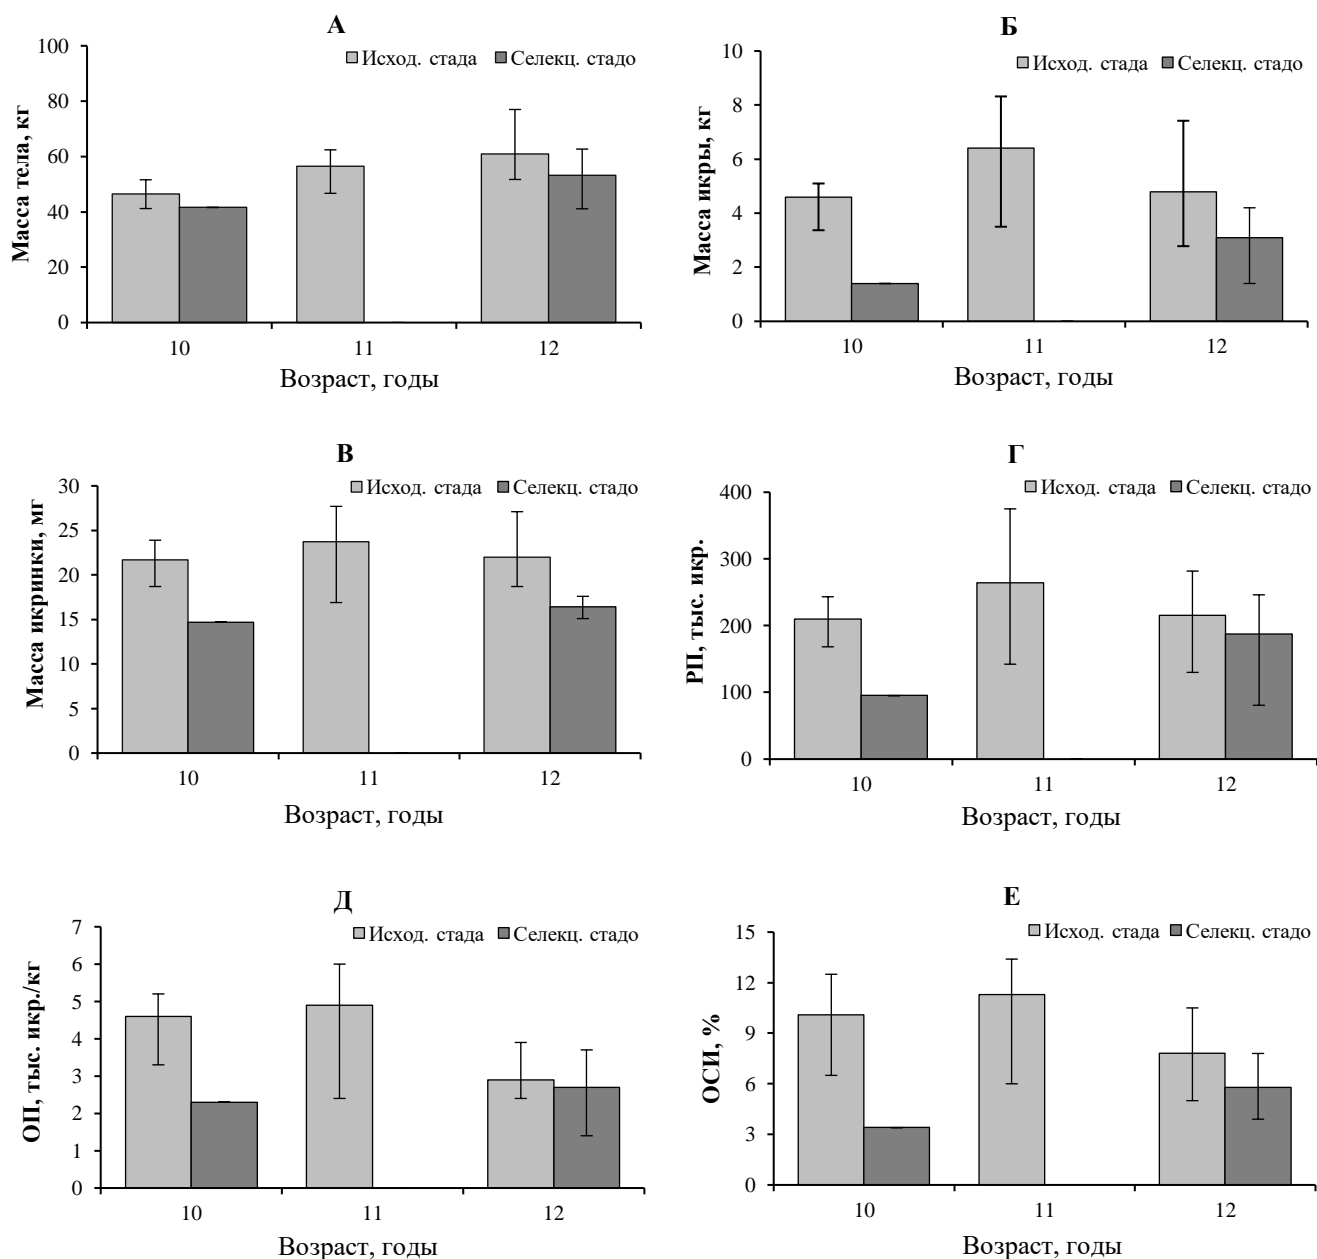 А
Исход. стада Селекц. стадо
Масса тела, кг
100
80
60
40
20
0
10 11 12
Возраст, годы
Б
Исход. стада Селекц. стадо
Масса икры, кг
10
8
6
4
2
0
10 11 12
Возраст, годы
В
Исход. стада Селекц. стадо
Масса икринки, мг
30
25
20
15
10
5
0
10 11 12
Возраст, годы
Г
Исход. стада Селекц. стадо
РП, тыс. икр.
400
300
200
100
0
10 11 12
Возраст, годы
Д
Исход. стада Селекц. стадо
ОП, тыс. икр./кг
7
6
5
4
3
2
1
0
10 11 12
Возраст, годы
Е
Исход. стада Селекц. стадо
ОСИ, %
15
12
9
6
3
0
10 11 12
Возраст, годы